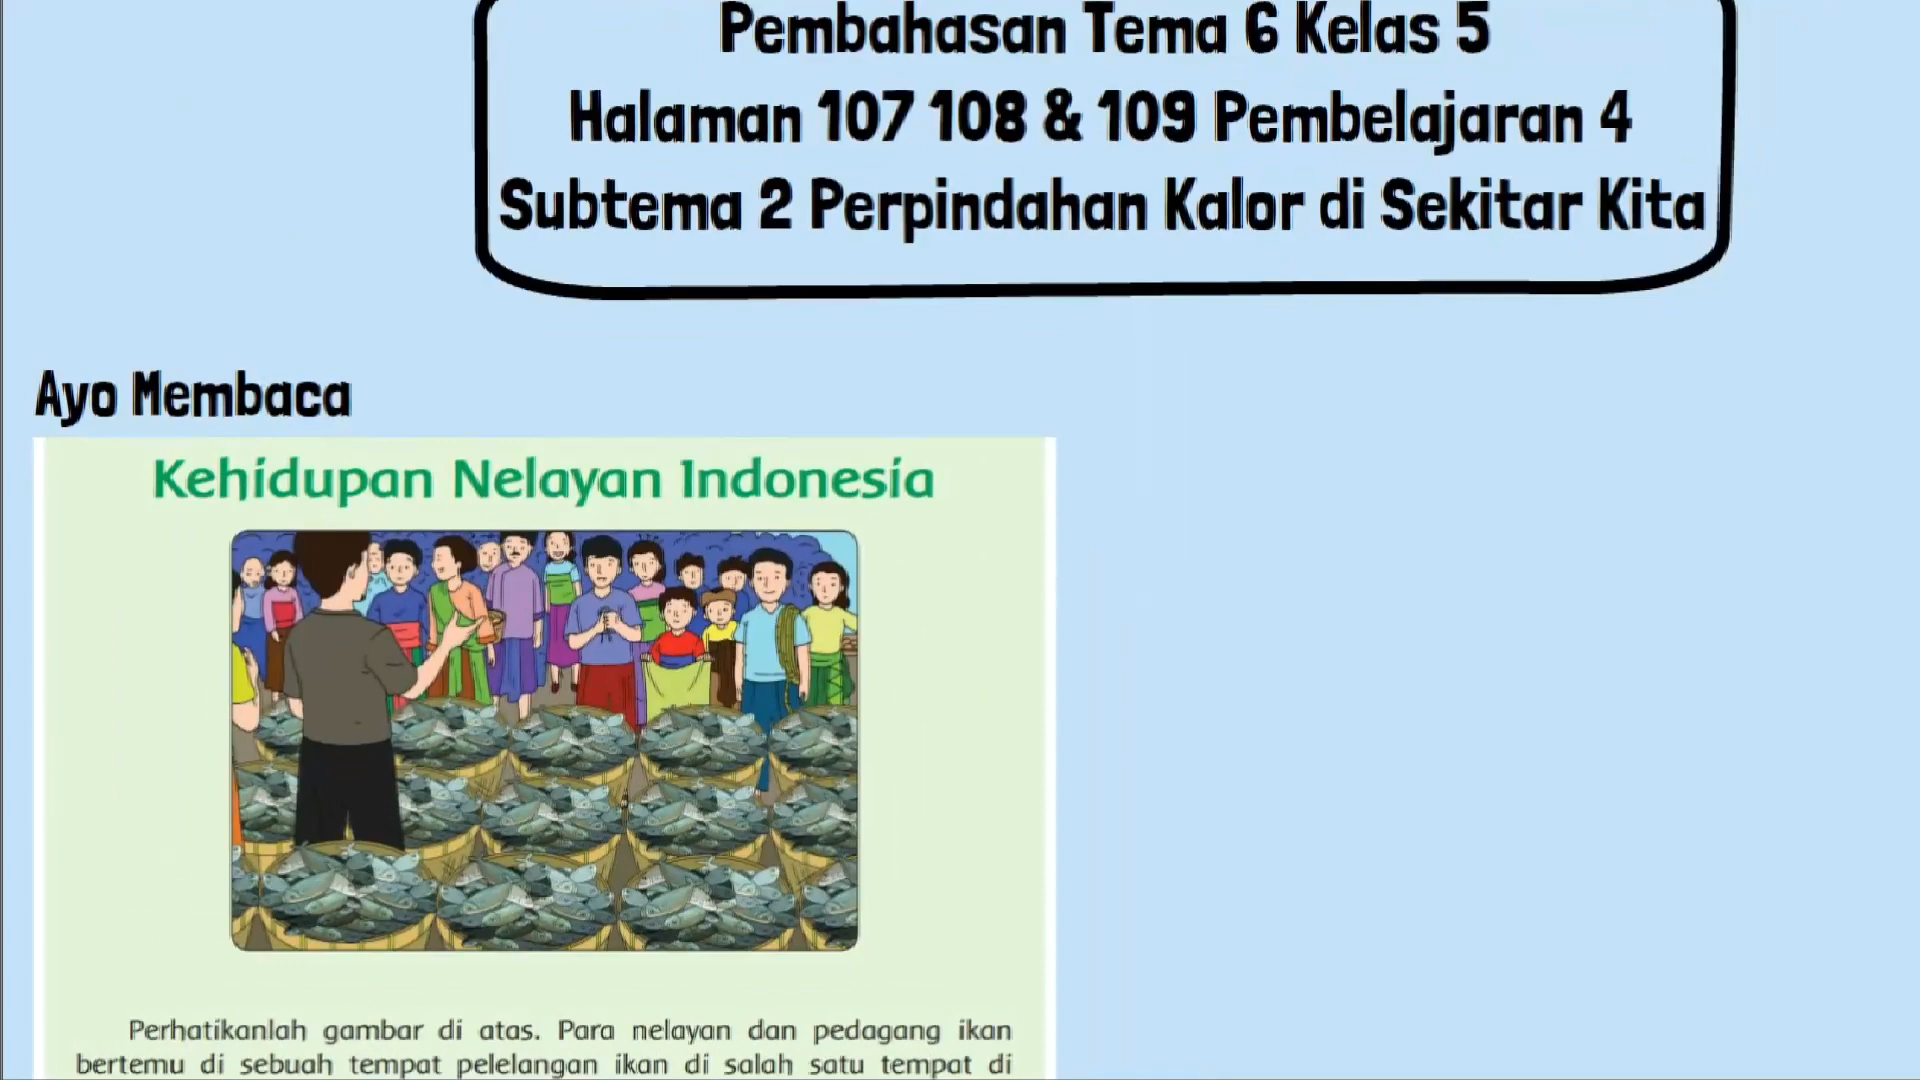 Pembahasan Tema 6 Kelas 5
Halaman 107 108 & 109 Pembelajaran 4
Subtema 2 Perpindahan Kalor di Sekitar Kita
Ayo Membaca
Kehidupan Nelayan Indonesia
Perhatikanlah gambar di atas. Para nelayan dan pedagang ikan
bertemu di sebuah tempat pelelangan ikan di salah satu tempat di